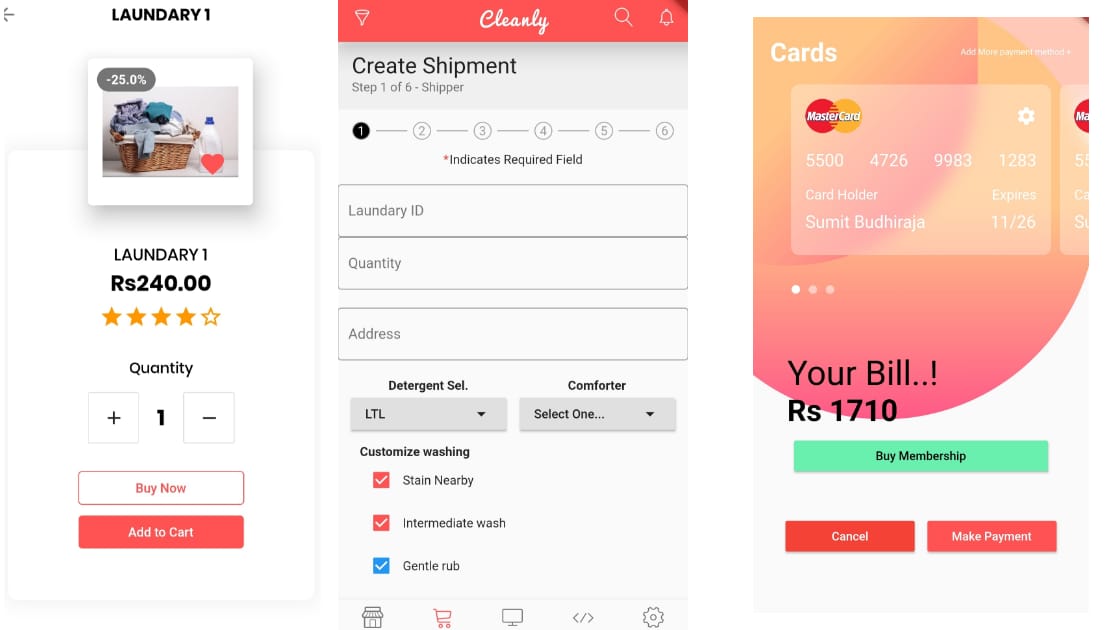 LAUNDARY 1
-25.0%
LAUNDARY 1
Rs240.00
Quantity
+ 1 −
Buy Now
Add to Cart
Cleanly
Create Shipment
Step 1 of 6 - Shipper
1 2 3 4 5 6
*Indicates Required Field
Laundary ID
Quantity
Address
Detergent Sel. Comforter
LTL Select One...
Customize washing
Stain Nearby
Intermediate wash
Gentle rub
</>
Cards Add More payment method +
MasterCard Ma
5500 4726 9983 1283 55
Card Holder Expires Ca
Sumit Budhiraja 11/26 Su
Your Bill..!
Rs 1710
Buy Membership
Cancel Make Payment